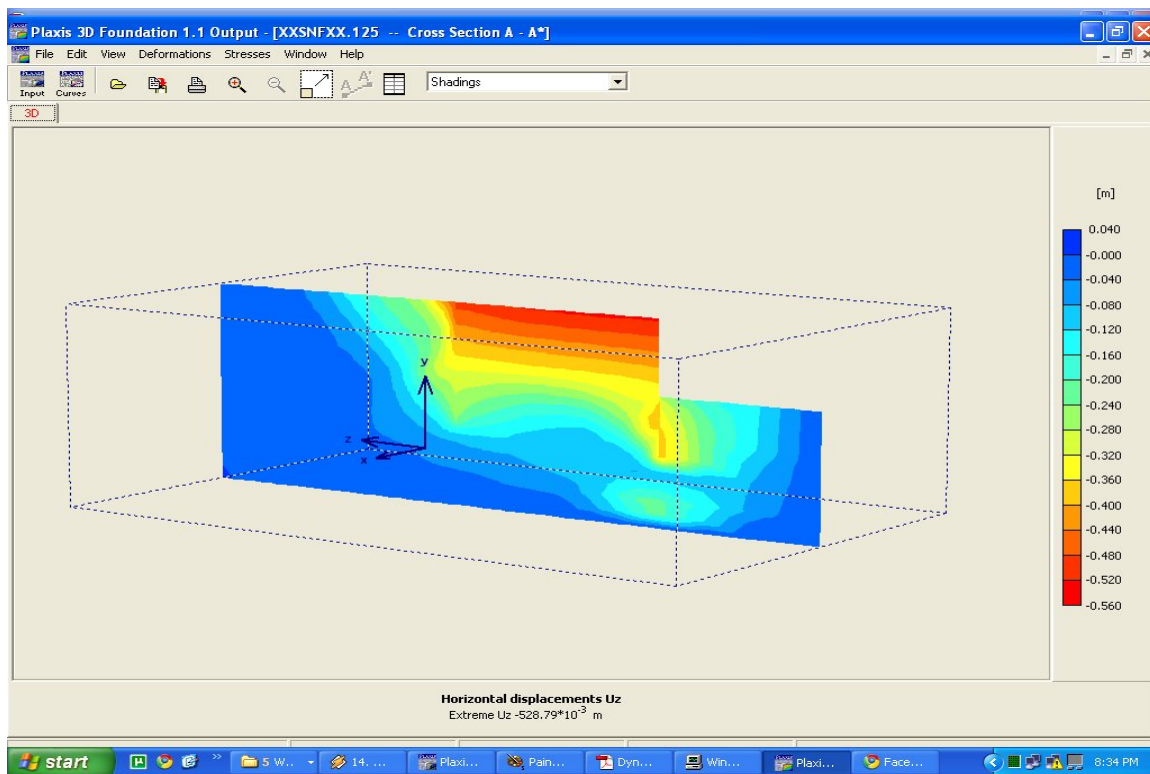 Plaxis 3D Foundation 1.1 Output - [XXSNFXX.125 -- Cross Section A - A*]
File Edit View Deformations Stresses Window Help
Input Curves Shadings
3D
[m]
0.040
-0.000
-0.040
-0.080
-0.120
-0.160
-0.200
-0.240
-0.280
-0.320
-0.360
-0.400
-0.440
-0.480
-0.520
-0.560
y
z
x
Horizontal displacements Uz
Extreme Uz -528.79*10-3 m
start 5 W... 14. ... Plaxi... Pain... Dyn... Win... Plaxi... Face... 8:34 PM